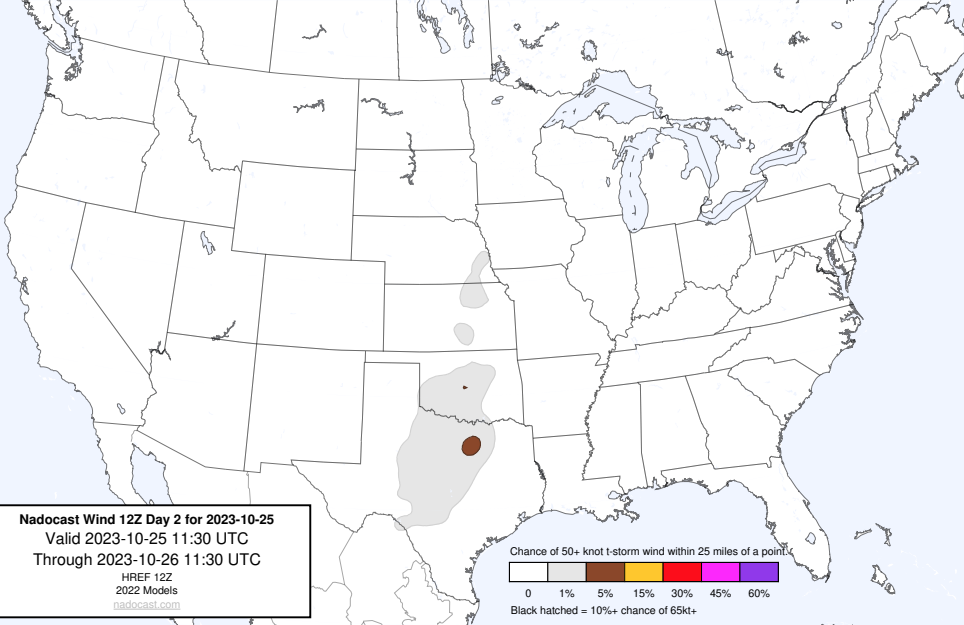 Nadocast Wind 12Z Day 2 for 2023-10-25
Valid 2023-10-25 11:30 UTC
Through 2023-10-26 11:30 UTC
HREF 12Z
2022 Models
nadocast.com
Chance of 50+ knot t-storm wind within 25 miles of a point.
0 1% 5% 15% 30% 45% 60%
Black hatched = 10%+ chance of 65kt+